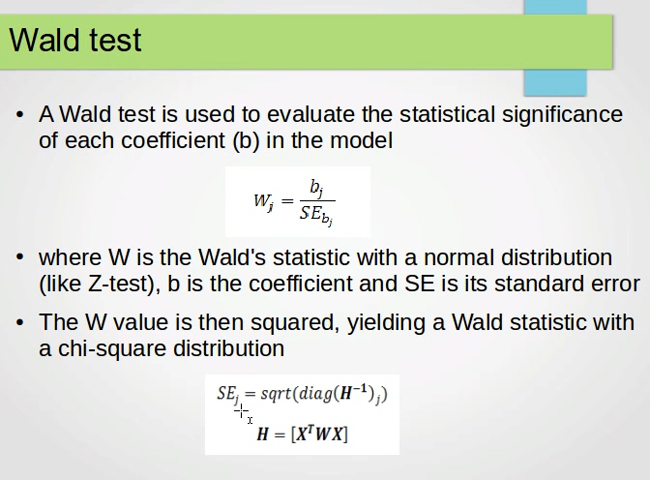 Wald test
• A Wald test is used to evaluate the statistical significance
of each coefficient (b) in the model
W_j = b_j / SE_{b_j}
• where W is the Wald's statistic with a normal distribution
(like Z-test), b is the coefficient and SE is its standard error
• The W value is then squared, yielding a Wald statistic with
a chi-square distribution
SE_j = sqrt(diag(H⁻¹)_j)
H = [XᵀWX]